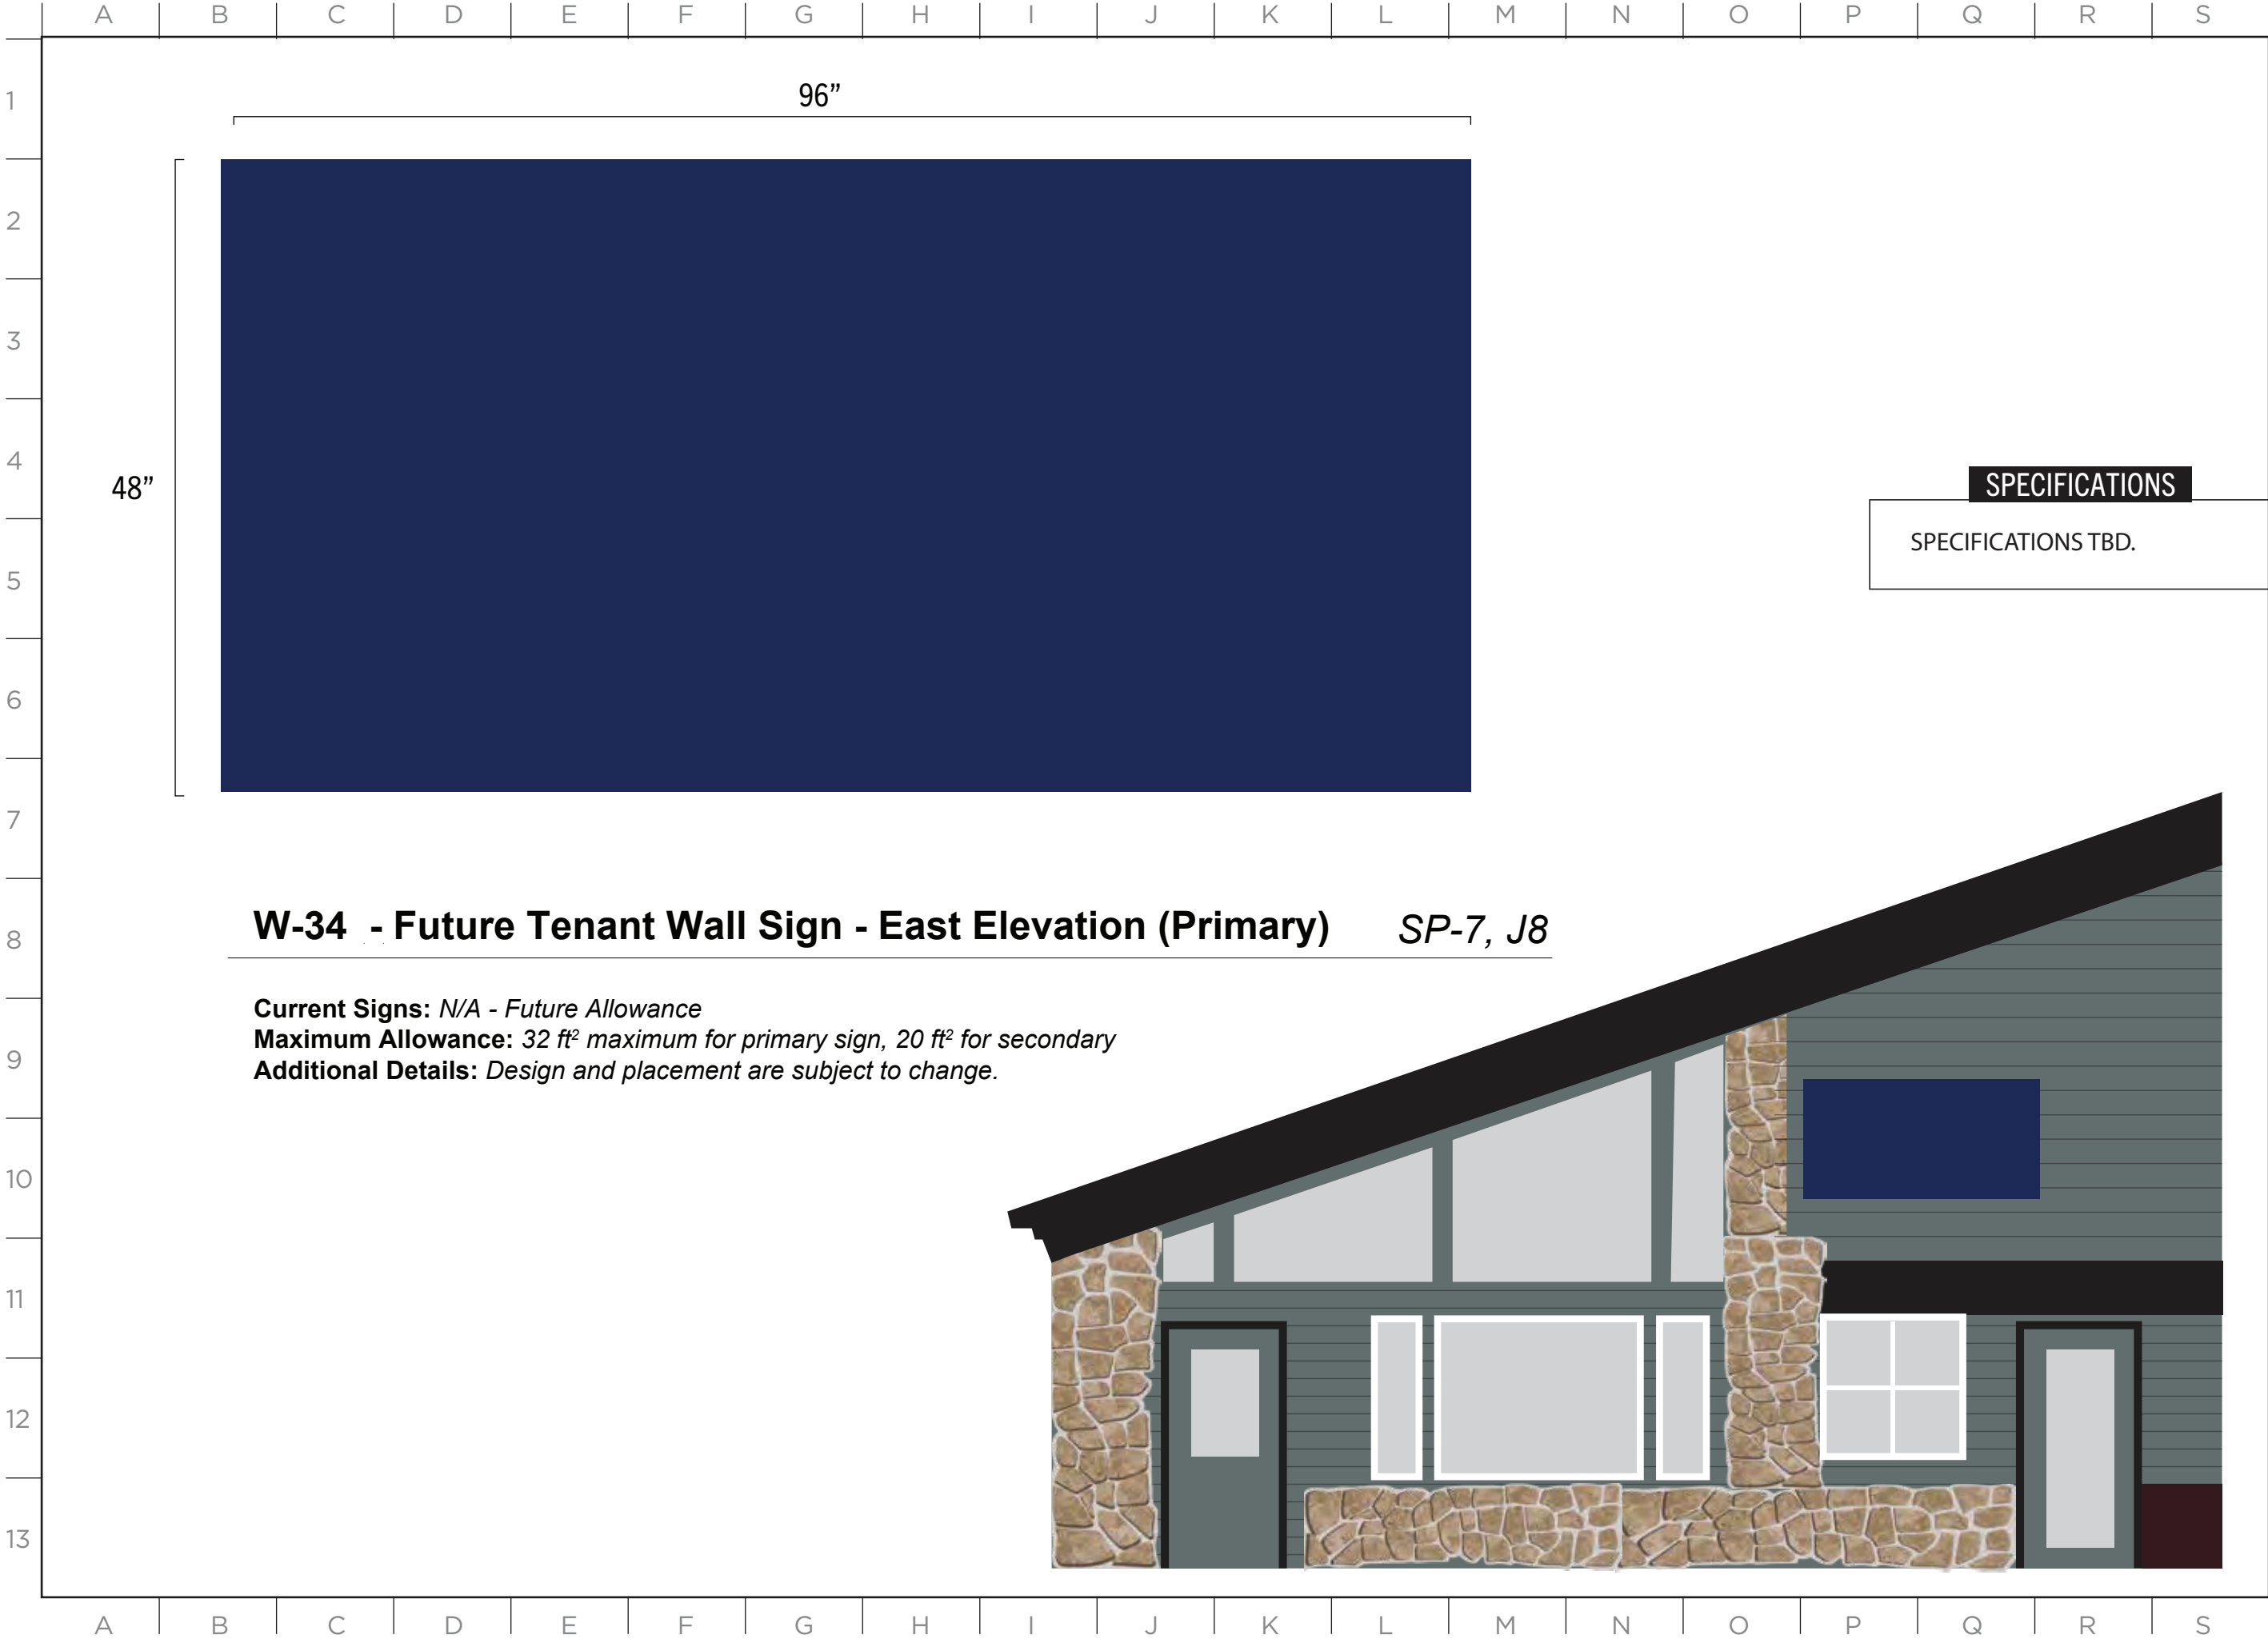 A B C D E F G H I J K L M N O P Q R S
1
96”
2
3
4
48”
SPECIFICATIONS
SPECIFICATIONS TBD.
5
6
7
8
W-34 - Future Tenant Wall Sign - East Elevation (Primary) SP-7, J8
Current Signs: N/A - Future Allowance
Maximum Allowance: 32 ft² maximum for primary sign, 20 ft² for secondary
9
Additional Details: Design and placement are subject to change.
10
11
12
13
A B C D E F G H I J K L M N O P Q R S